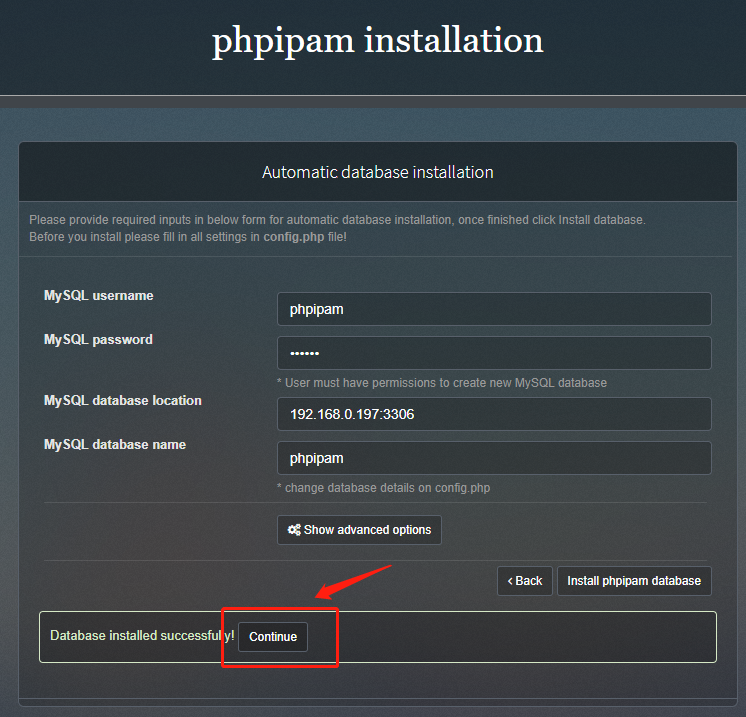 phpipam installation
Automatic database installation
Please provide required inputs in below form for automatic database installation, once finished click Install database.
Before you install please fill in all settings in config.php file!
MySQL username
phpipam
MySQL password
••••••
* User must have permissions to create new MySQL database
MySQL database location
192.168.0.197:3306
MySQL database name
phpipam
* change database details on config.php
Show advanced options
‹ Back
Install phpipam database
Database installed successfully! Continue